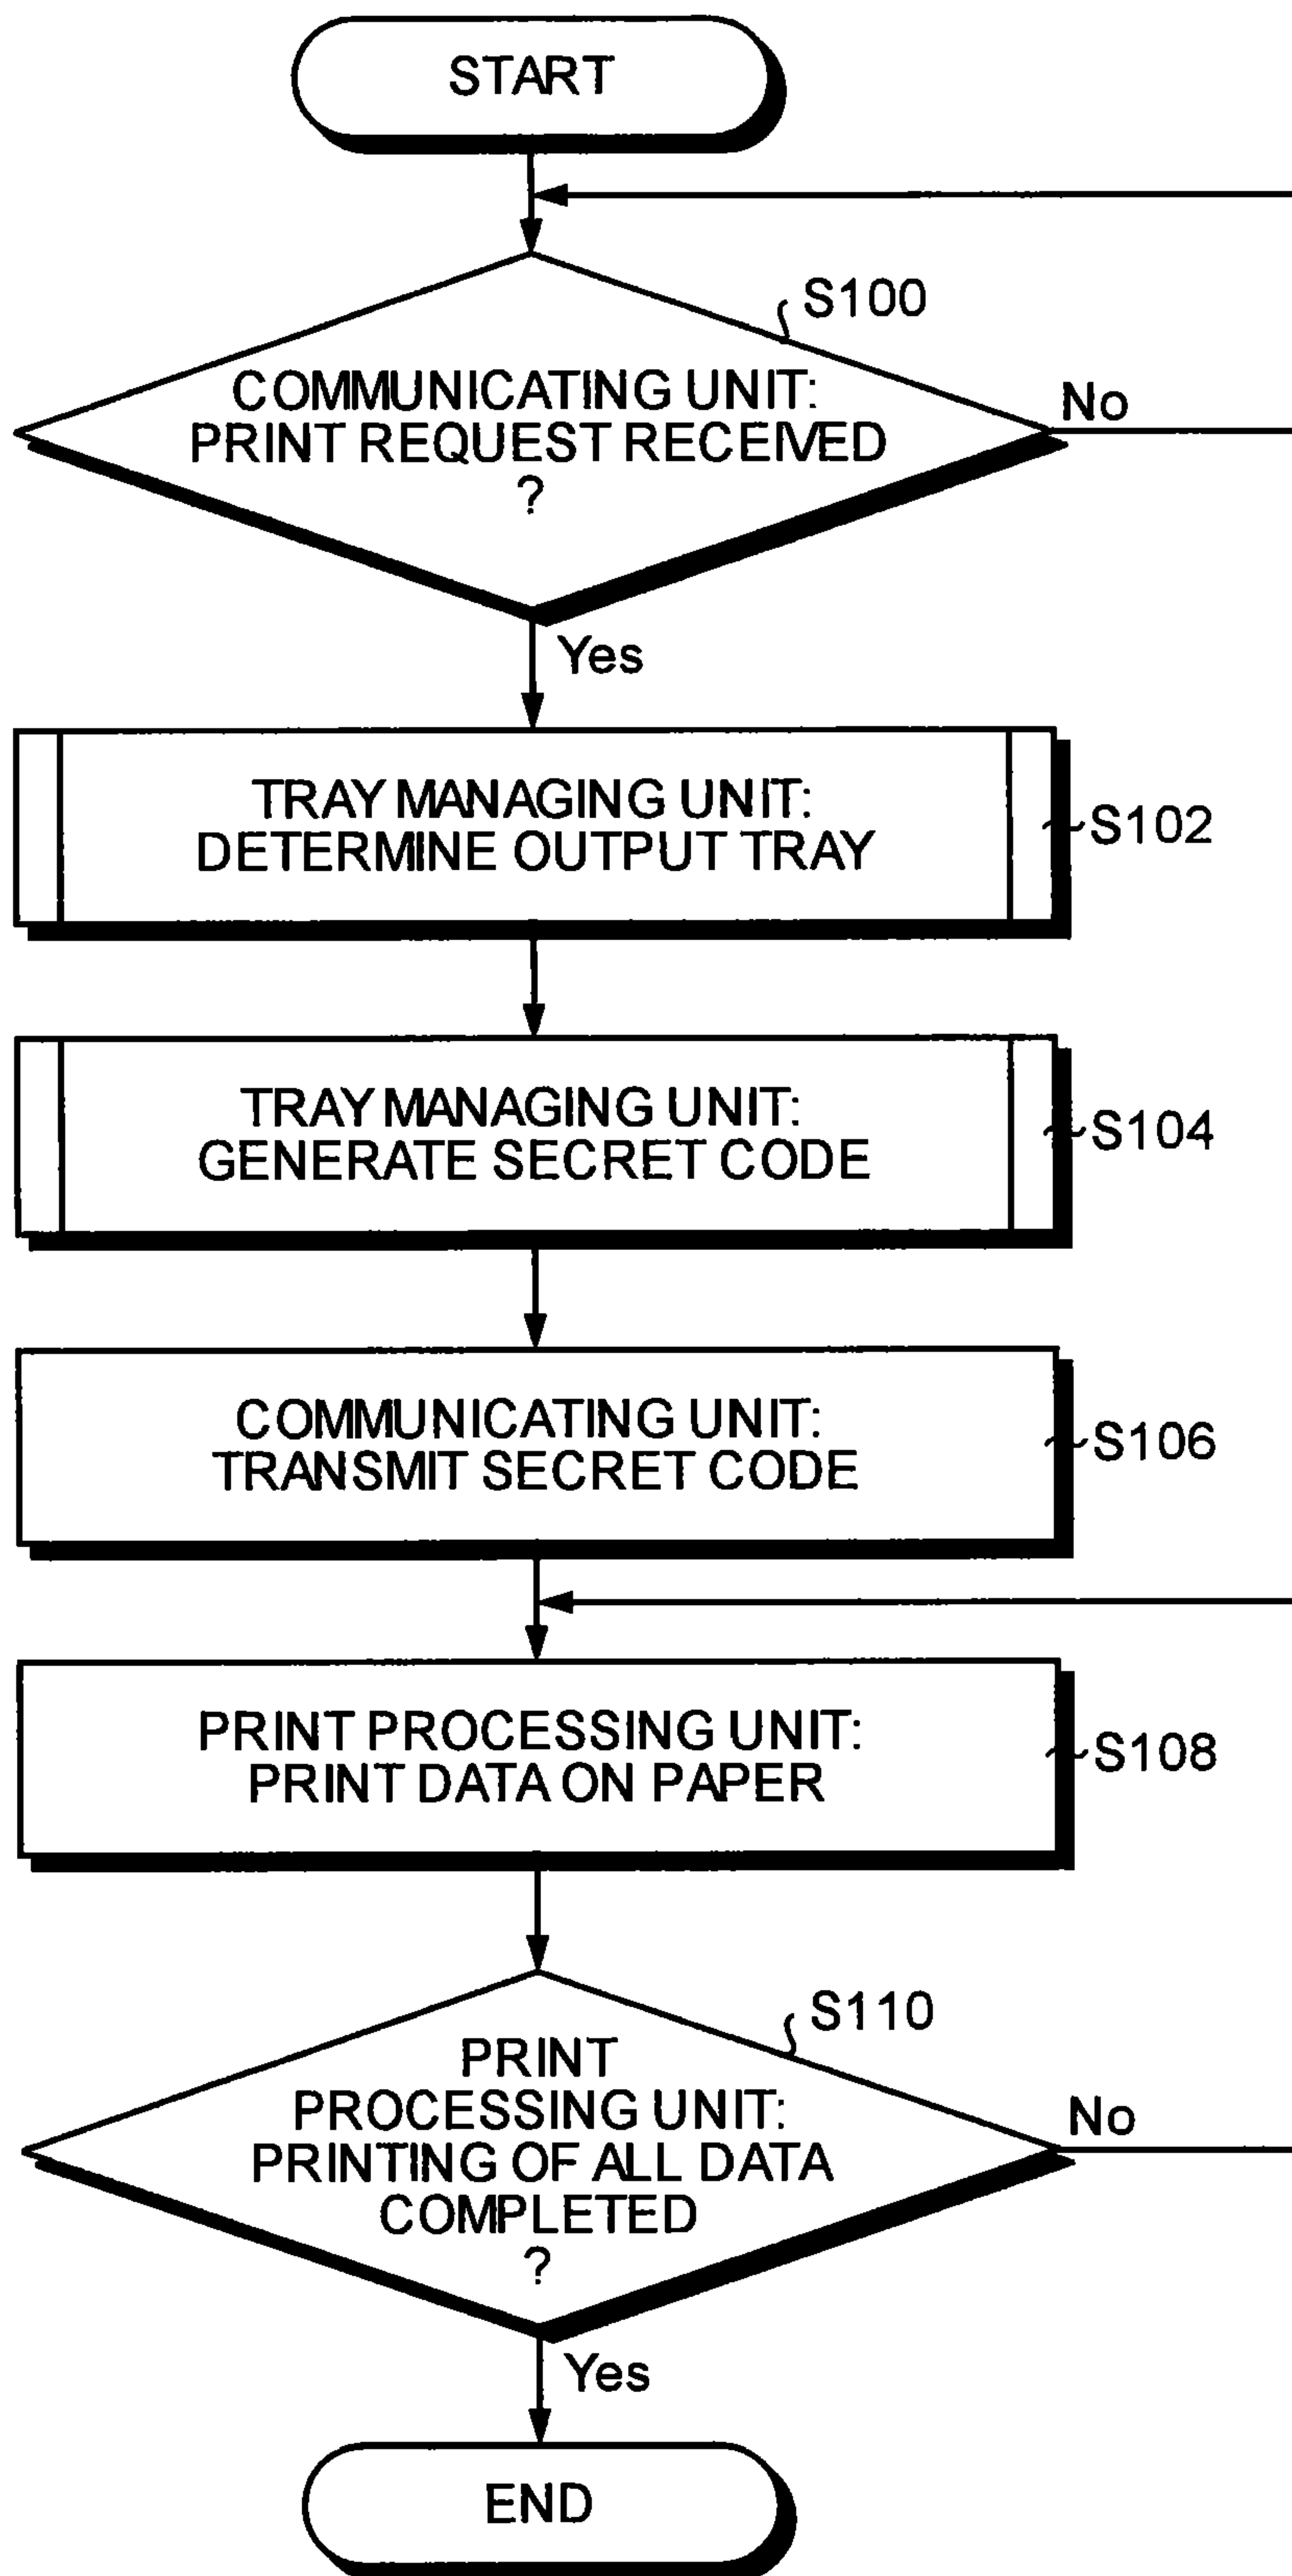 START
S100
COMMUNICATING UNIT:
PRINT REQUEST RECEIVED
?
No
Yes
TRAY MANAGING UNIT:
DETERMINE OUTPUT TRAY
S102
TRAY MANAGING UNIT:
GENERATE SECRET CODE
S104
COMMUNICATING UNIT:
TRANSMIT SECRET CODE
S106
PRINT PROCESSING UNIT:
PRINT DATA ON PAPER
S108
S110
PRINT
PROCESSING UNIT:
PRINTING OF ALL DATA
COMPLETED
?
No
Yes
END